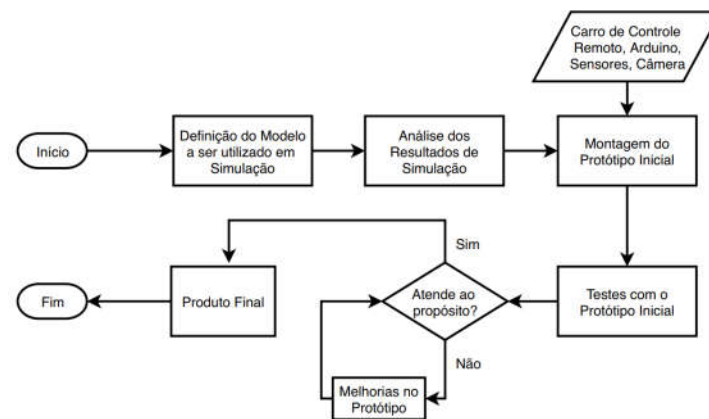 Carro de Controle
Remoto, Arduino,
Sensores, Câmera
Início
Definição do Modelo
a ser utilizado em
Simulação
Análise dos
Resultados de
Simulação
Montagem do
Protótipo Inicial
Sim
Fim
Produto Final
Atende ao
propósito?
Testes com o
Protótipo Inicial
Não
Melhorias no
Protótipo